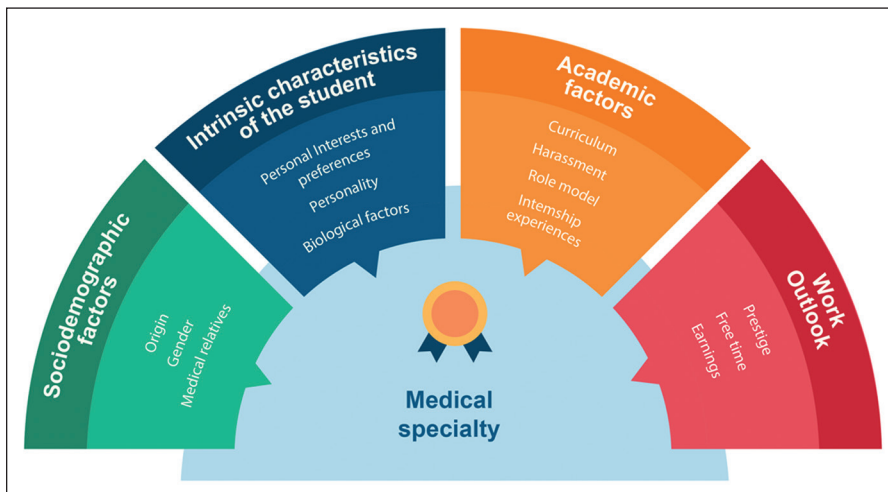 Sociodemographic
factors
Origin
Gender
Medical relatives
Intrinsic characteristics
of the student
Personal Interests and
preferences
Personality
Biological factors
Academic
factors
Curriculum
Harassment
Role model
Internship
experiences
Work
Outlook
Prestige
Free time
Earnings
Medical
specialty